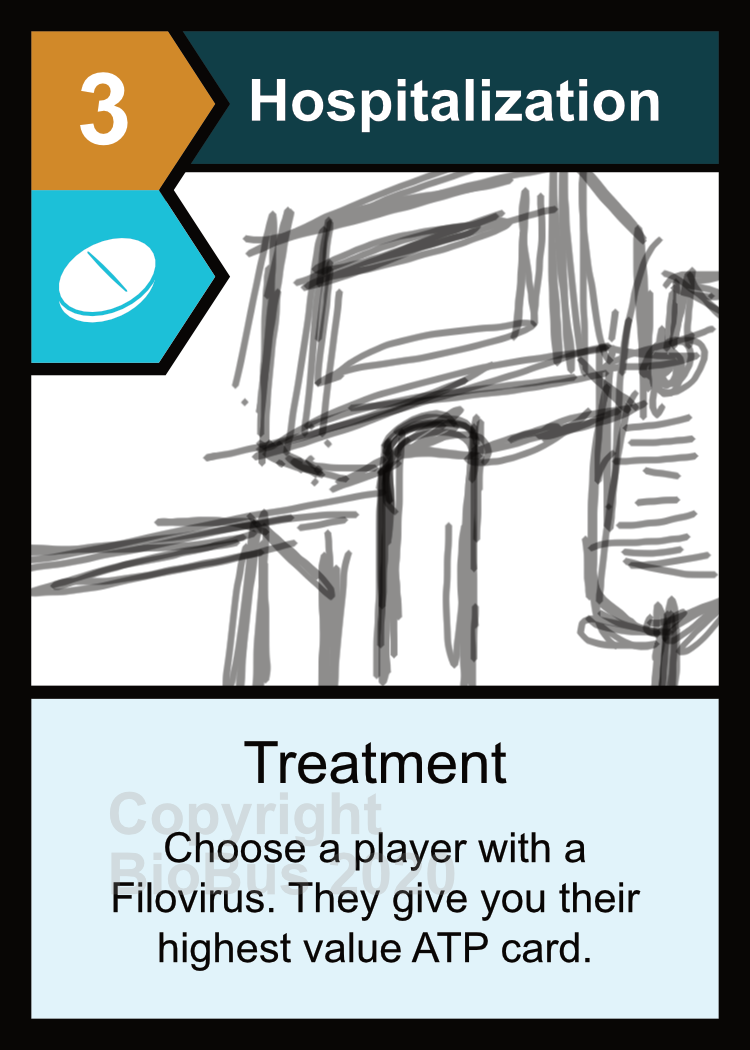 3
Hospitalization
Treatment
Copyright
BioBus 2020
Choose a player with a
Filovirus. They give you their
highest value ATP card.